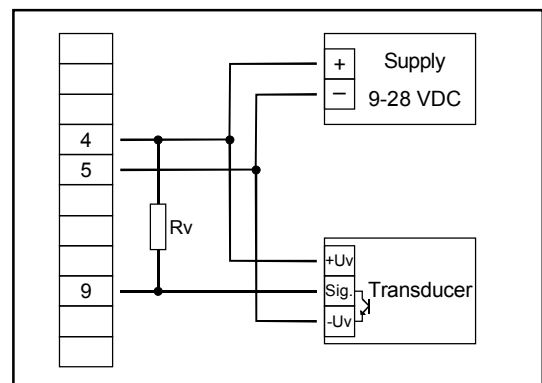 + Supply
− 9-28 VDC
4
5
Rv
+Uv
9 Sig. Transducer
-Uv